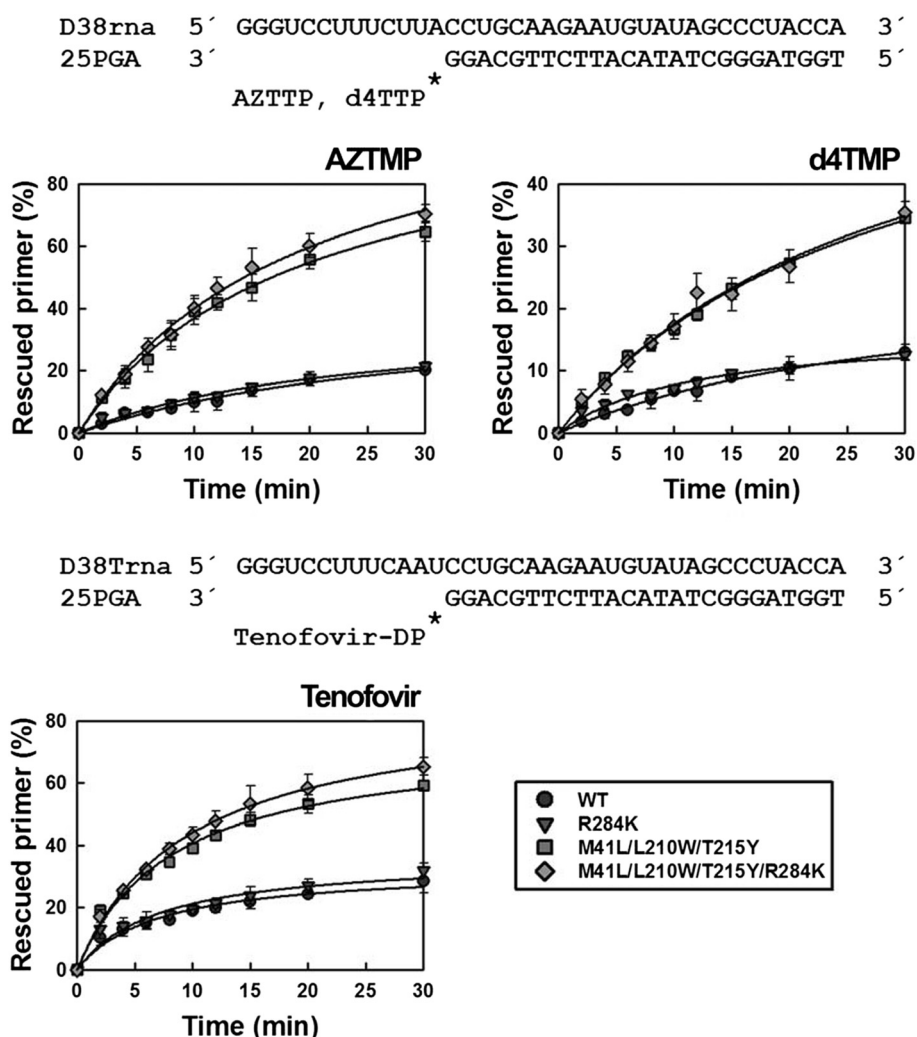 D38rna 5´ GGGUCCUUUCUUACCUGCAAGAAUGUAUAGCCCUACCA 3´
25PGA 3´ GGACGTTCTTACATATCGGGATGGT 5´
AZTTP, d4TTP*
AZTMP
Rescued primer (%)
80
60
40
20
0
0 5 10 15 20 25 30
Time (min)
d4TMP
Rescued primer (%)
40
30
20
10
0
0 5 10 15 20 25 30
Time (min)
D38Trna 5´ GGGUCCUUUCAAUCCUGCAAGAAUGUAUAGCCCUACCA 3´
25PGA 3´ GGACGTTCTTACATATCGGGATGGT 5´
Tenofovir-DP*
Tenofovir
Rescued primer (%)
80
60
40
20
0
0 5 10 15 20 25 30
Time (min)
WT
R284K
M41L/L210W/T215Y
M41L/L210W/T215Y/R284K